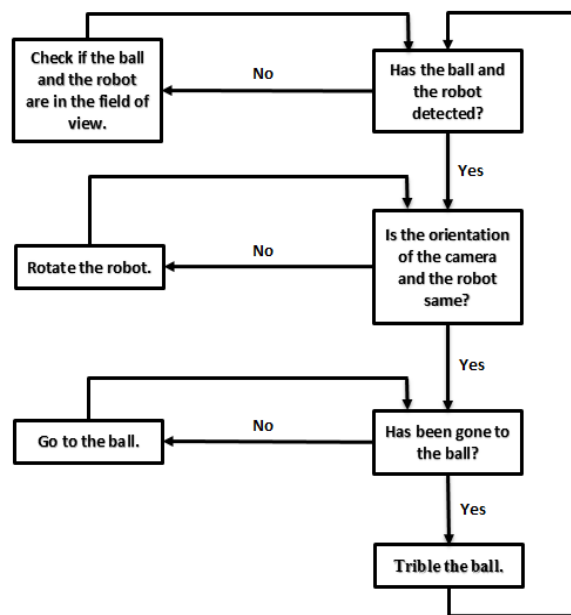 Check if the ball
and the robot
are in the field of
view.
No
Has the ball and
the robot
detected?
Yes
Rotate the robot.
No
Is the orientation
of the camera
and the robot
same?
Yes
Go to the ball.
No
Has been gone to
the ball?
Yes
Trible the ball.